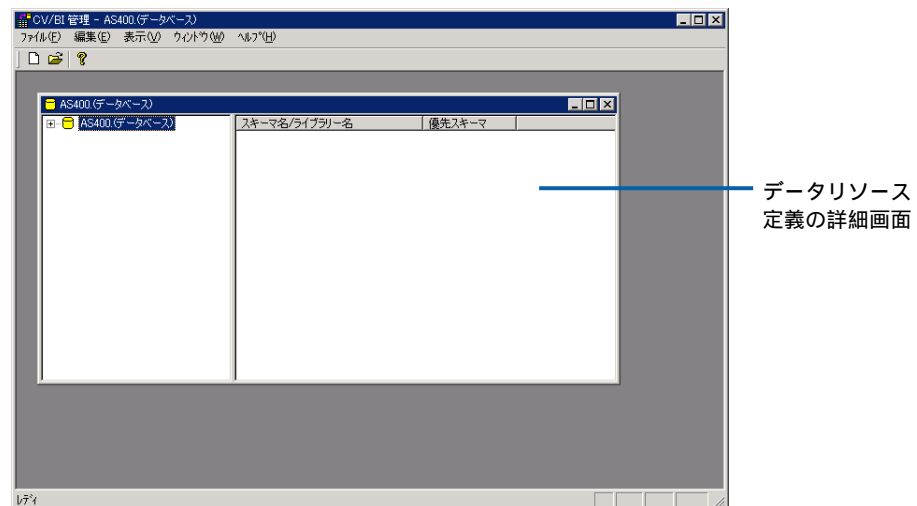 CV/BI 管理 - AS400.(データベース)
ファイル(F) 編集(E) 表示(V) ウィンドウ(W) ヘルプ(H)
AS400.(データベース)
AS400.(データベース)
スキーマ名/ライブラリー名 優先スキーマ
データリソース
定義の詳細画面
レディ